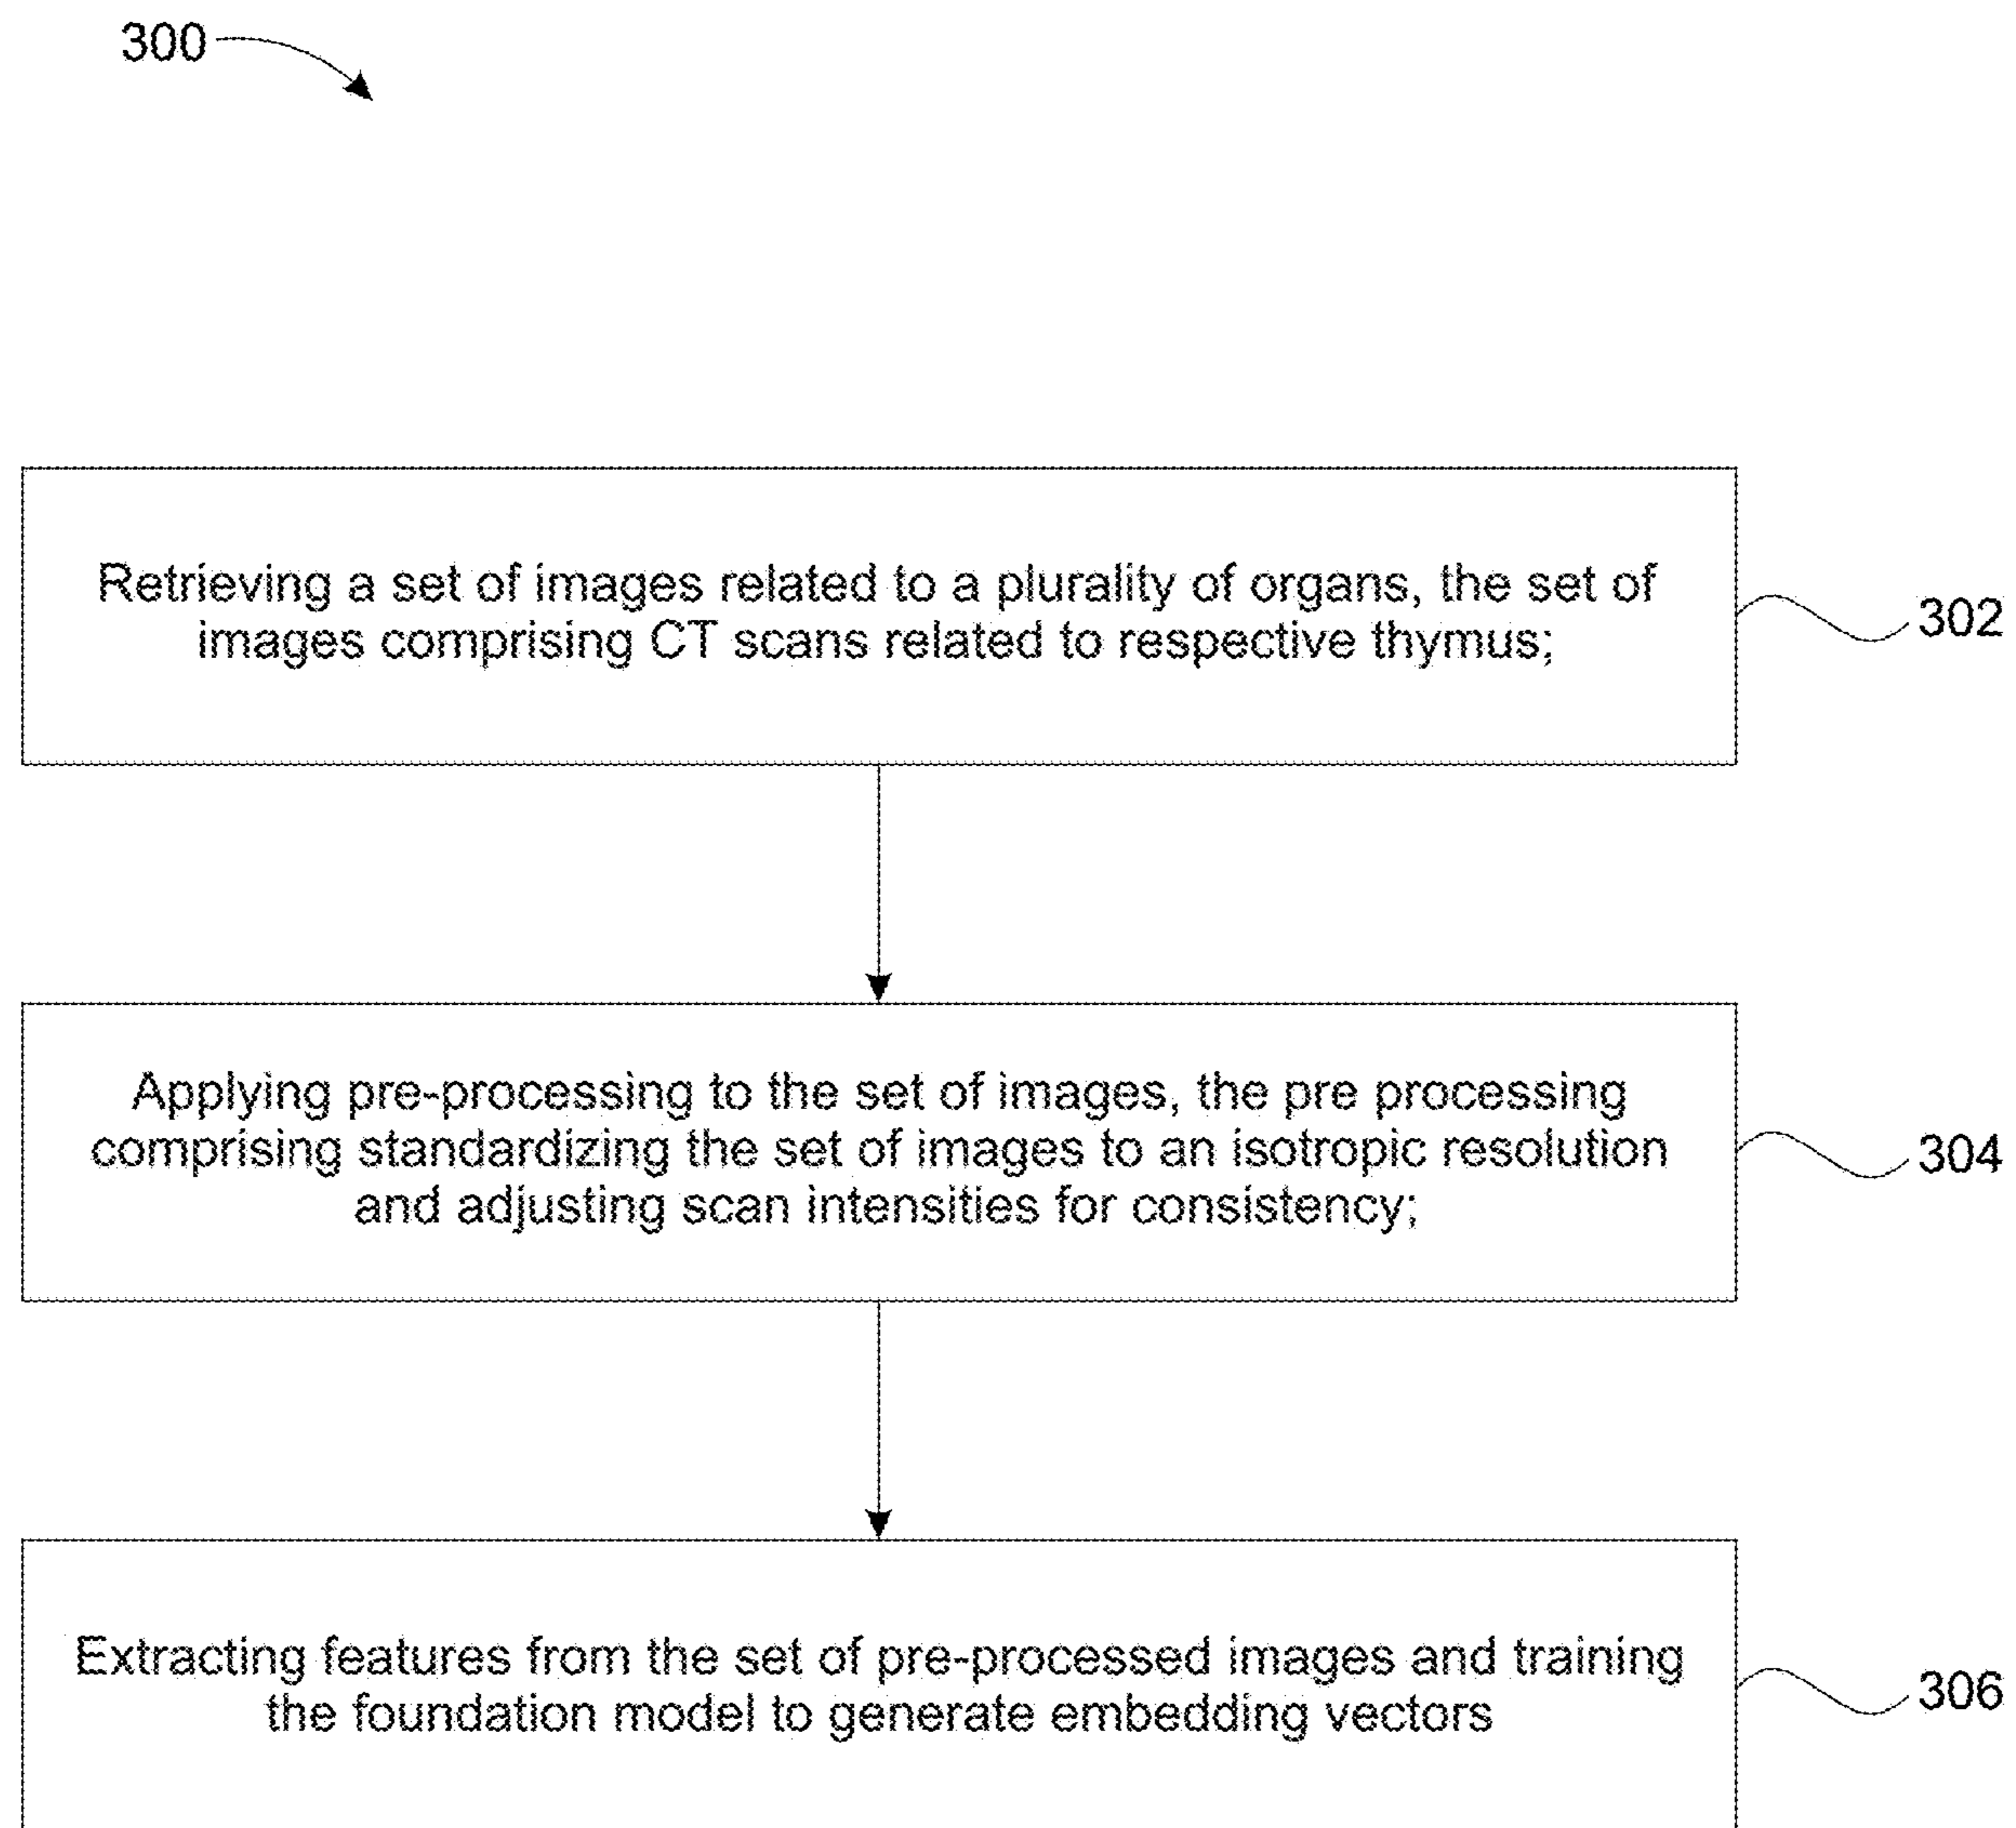 300
Retrieving a set of images related to a plurality of organs, the set of
images comprising CT scans related to respective thymus;
302
Applying pre-processing to the set of images, the pre processing
comprising standardizing the set of images to an isotropic resolution
and adjusting scan intensities for consistency;
304
Extracting features from the set of pre-processed images and training
the foundation model to generate embedding vectors
306